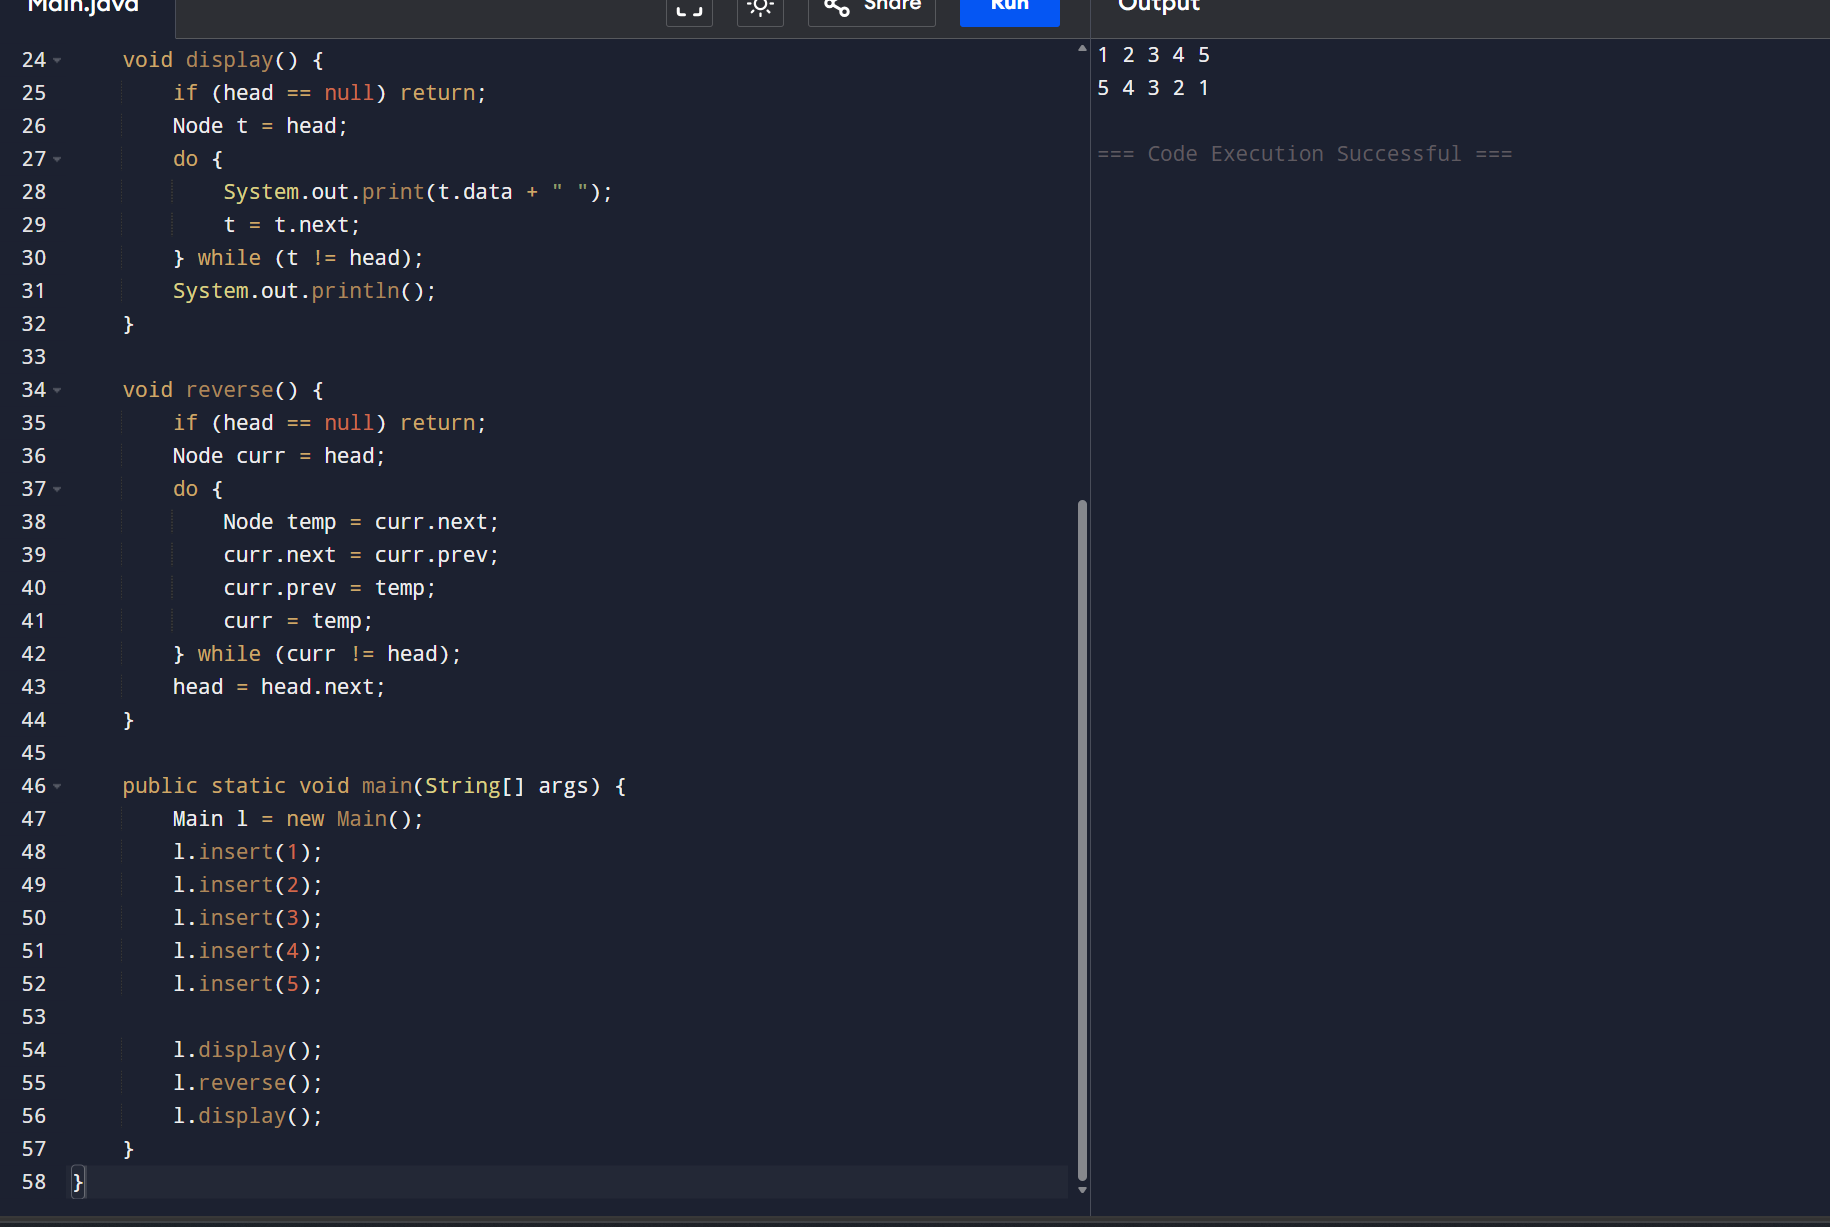 Main.java
Share
Run
Output
24 void display() {
25 if (head == null) return;
26 Node t = head;
27 do {
28 System.out.print(t.data + " ");
29 t = t.next;
30 } while (t != head);
31 System.out.println();
32 }
33
34 void reverse() {
35 if (head == null) return;
36 Node curr = head;
37 do {
38 Node temp = curr.next;
39 curr.next = curr.prev;
40 curr.prev = temp;
41 curr = temp;
42 } while (curr != head);
43 head = head.next;
44 }
45
46 public static void main(String[] args) {
47 Main l = new Main();
48 l.insert(1);
49 l.insert(2);
50 l.insert(3);
51 l.insert(4);
52 l.insert(5);
53
54 l.display();
55 l.reverse();
56 l.display();
57 }
58 }
1 2 3 4 5
5 4 3 2 1
=== Code Execution Successful ===